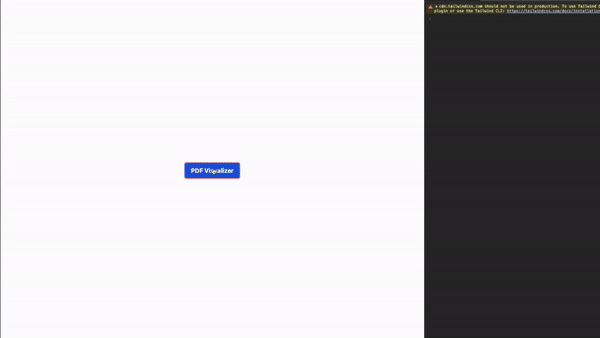 PDF Visualizer
cdn.tailwindcss.com should not be used in production. To use Tailwind C
plugin or use the Tailwind CLI: https://tailwindcss.com/docs/installation